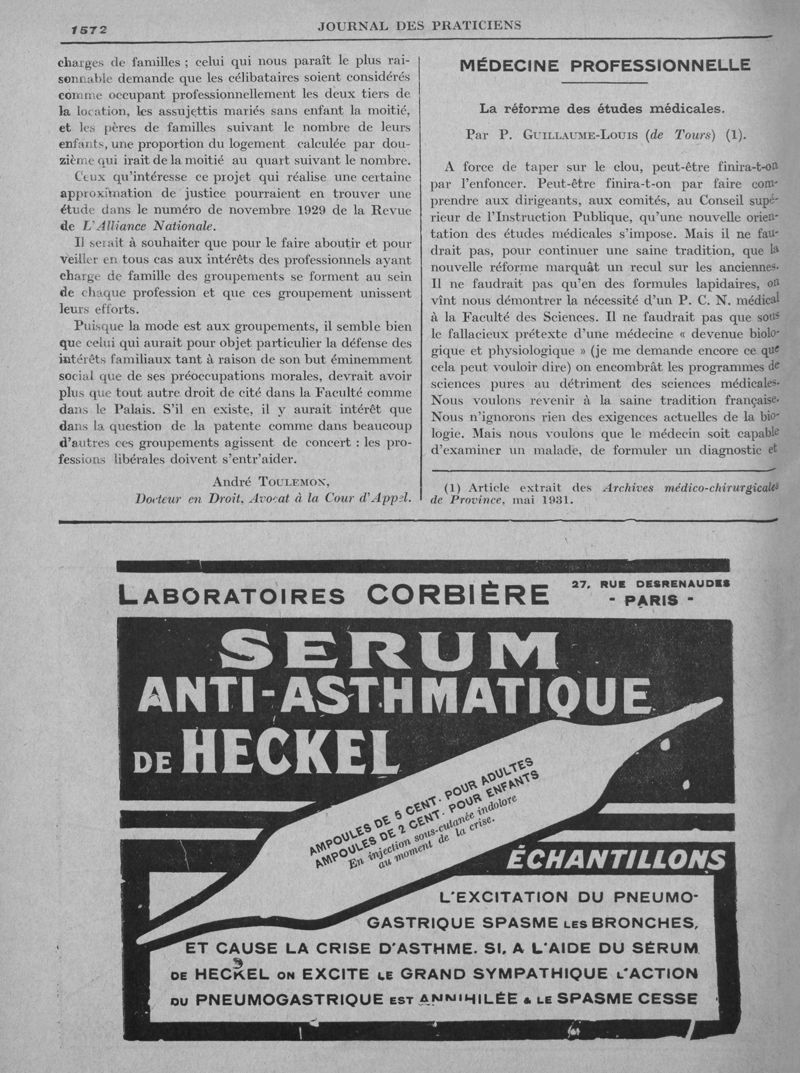 1572
JOURNAL DES PRATICIENS
charges de familles ; celui qui nous paraît le plus rai-
sonnable demande que les célibataires soient considérés
comme occupant professionnellement les deux tiers de
la location, les assujettis mariés sans enfant la moitié,
et les pères de familles suivant le nombre de leurs
enfants, une proportion du logement calculée par dou-
zième qui irait de la moitié au quart suivant le nombre.
Ceux qu'intéresse ce projet qui réalise une certaine
approximation de justice pourraient en trouver une
étude dans le numéro de novembre 1929 de la Revue
de L'Alliance Nationale.
Il serait à souhaiter que pour le faire aboutir et pour
veiller en tous cas aux intérêts des professionnels ayant
charge de famille des groupements se forment au sein
de chaque profession et que ces groupement unissent
leurs efforts.
Puisque la mode est aux groupements, il semble bien
que celui qui aurait pour objet particulier la défense des
intérêts familiaux tant à raison de son but éminemment
social que de ses préoccupations morales, devrait avoir
plus que tout autre droit de cité dans la Faculté comme
dans le Palais. S'il en existe, il y aurait intérêt que
dans la question de la patente comme dans beaucoup
d'autres ces groupements agissent de concert : les pro-
fessions libérales doivent s'entr'aider.
André TOULEMON,
Docteur en Droit, Avocat à la Cour d'Appel.
MÉDECINE PROFESSIONNELLE
La réforme des études médicales.
Par P. GUILLAUME-LOUIS (de Tours) (1).
A force de taper sur le clou, peut-être finira-t-on
par l'enfoncer. Peut-être finira-t-on par faire com-
prendre aux dirigeants, aux comités, au Conseil supé-
rieur de l'Instruction Publique, qu'une nouvelle orien-
tation des études médicales s'impose. Mais il ne fau-
drait pas, pour continuer une saine tradition, que la
nouvelle réforme marquât un recul sur les anciennes.
Il ne faudrait pas qu'en des formules lapidaires, on
vînt nous démontrer la nécessité d'un P. C. N. médical
à la Faculté des Sciences. Il ne faudrait pas que sous
le fallacieux prétexte d'une médecine « devenue biolo-
gique et physiologique » (je me demande encore ce que
cela peut vouloir dire) on encombrât les programmes de
sciences pures au détriment des sciences médicales.
Nous voulons revenir à la saine tradition française.
Nous n'ignorons rien des exigences actuelles de la bio-
logie. Mais nous voulons que le médecin soit capable
d'examiner un malade, de formuler un diagnostic et
(1) Article extrait des Archives médico-chirurgicales
de Province, mai 1931.
LABORATOIRES CORBIÈRE
27, RUE DESRENAUDES
- PARIS -
SERUM
ANTI-ASTHMATIQUE
DE HECKEL
AMPOULES DE 5 CENT. POUR ADULTES
AMPOULES DE 2 CENT. POUR ENFANTS
En injection sous-cutanée indolore
au moment de la crise.
ÉCHANTILLONS
L'EXCITATION DU PNEUMO-
GASTRIQUE SPASME LES BRONCHES,
ET CAUSE LA CRISE D'ASTHME. SI, A L'AIDE DU SÉRUM
DE HECKEL ON EXCITE LE GRAND SYMPATHIQUE L'ACTION
DU PNEUMOGASTRIQUE EST ANNIHILÉE & LE SPASME CESSE